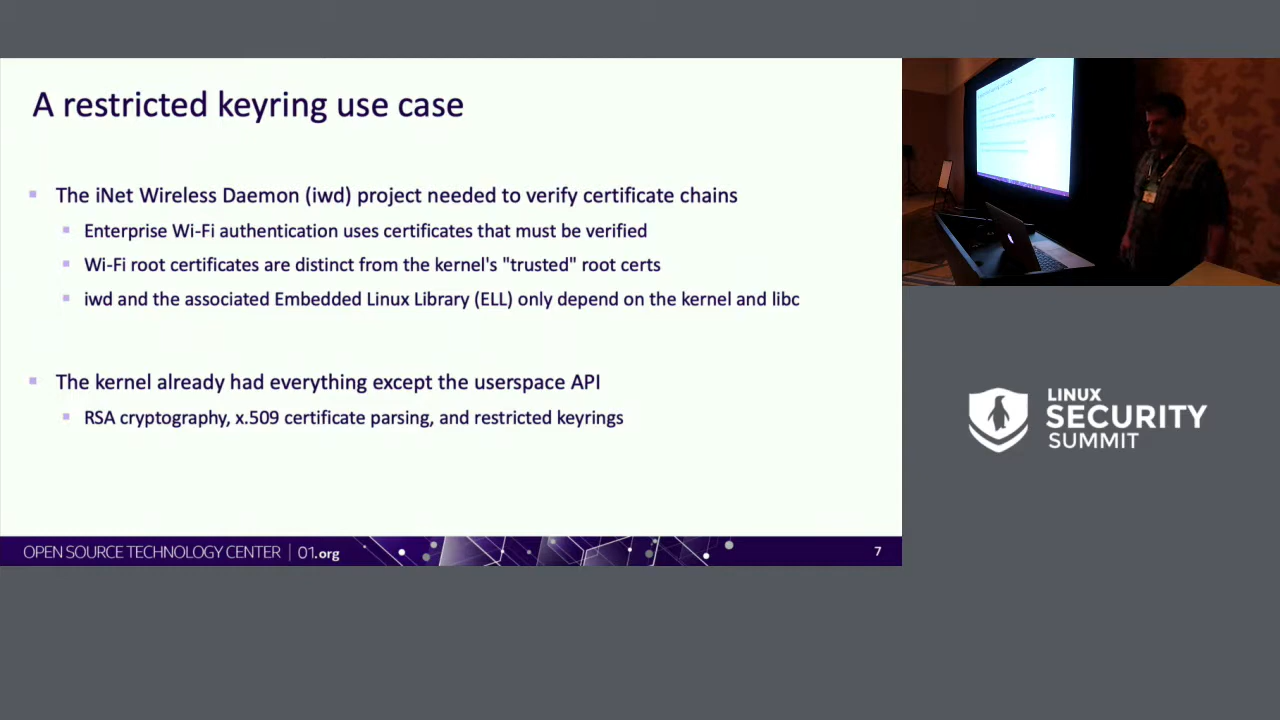 A restricted keyring use case
The iNet Wireless Daemon (iwd) project needed to verify certificate chains
Enterprise Wi-Fi authentication uses certificates that must be verified
Wi-Fi root certificates are distinct from the kernel's "trusted" root certs
iwd and the associated Embedded Linux Library (ELL) only depend on the kernel and libc
The kernel already had everything except the userspace API
RSA cryptography, x.509 certificate parsing, and restricted keyrings
OPEN SOURCE TECHNOLOGY CENTER | 01.org
7
LINUX
SECURITY
SUMMIT